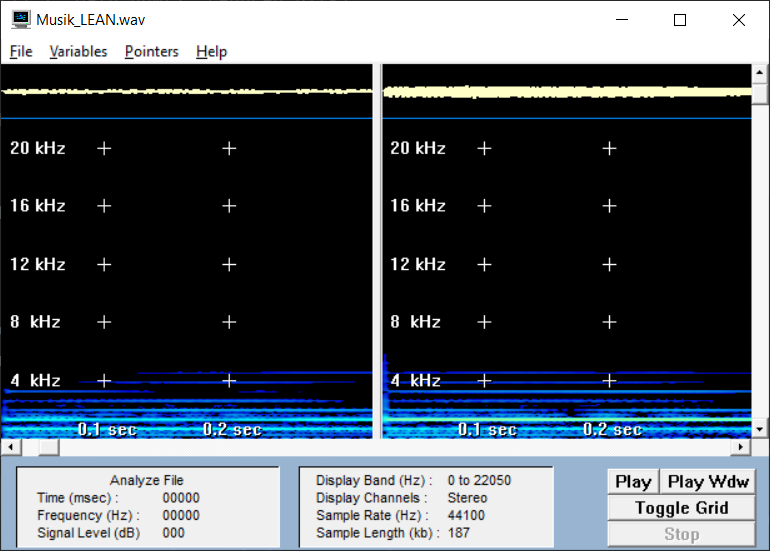 Musik_LEAN.wav
File Variables Pointers Help
20 kHz
16 kHz
12 kHz
8 kHz
4 kHz
0.1 sec 0.2 sec
20 kHz
16 kHz
12 kHz
8 kHz
4 kHz
0.1 sec 0.2 sec
Analyze File
Time (msec) : 00000
Frequency (Hz) : 00000
Signal Level (dB) 000
Display Band (Hz) : 0 to 22050
Display Channels : Stereo
Sample Rate (Hz) : 44100
Sample Length (kb) : 187
Play Play Wdw
Toggle Grid
Stop